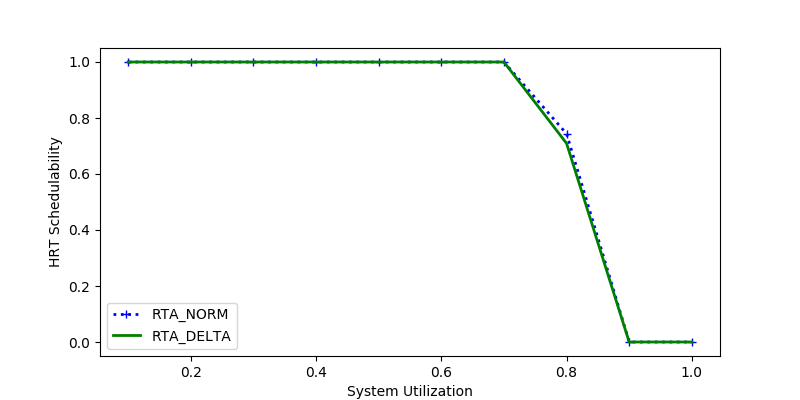 1.0
0.8
0.6
0.4
0.2
0.0
HRT Schedulability
RTA_NORM
RTA_DELTA
0.2 0.4 0.6 0.8 1.0
System Utilization